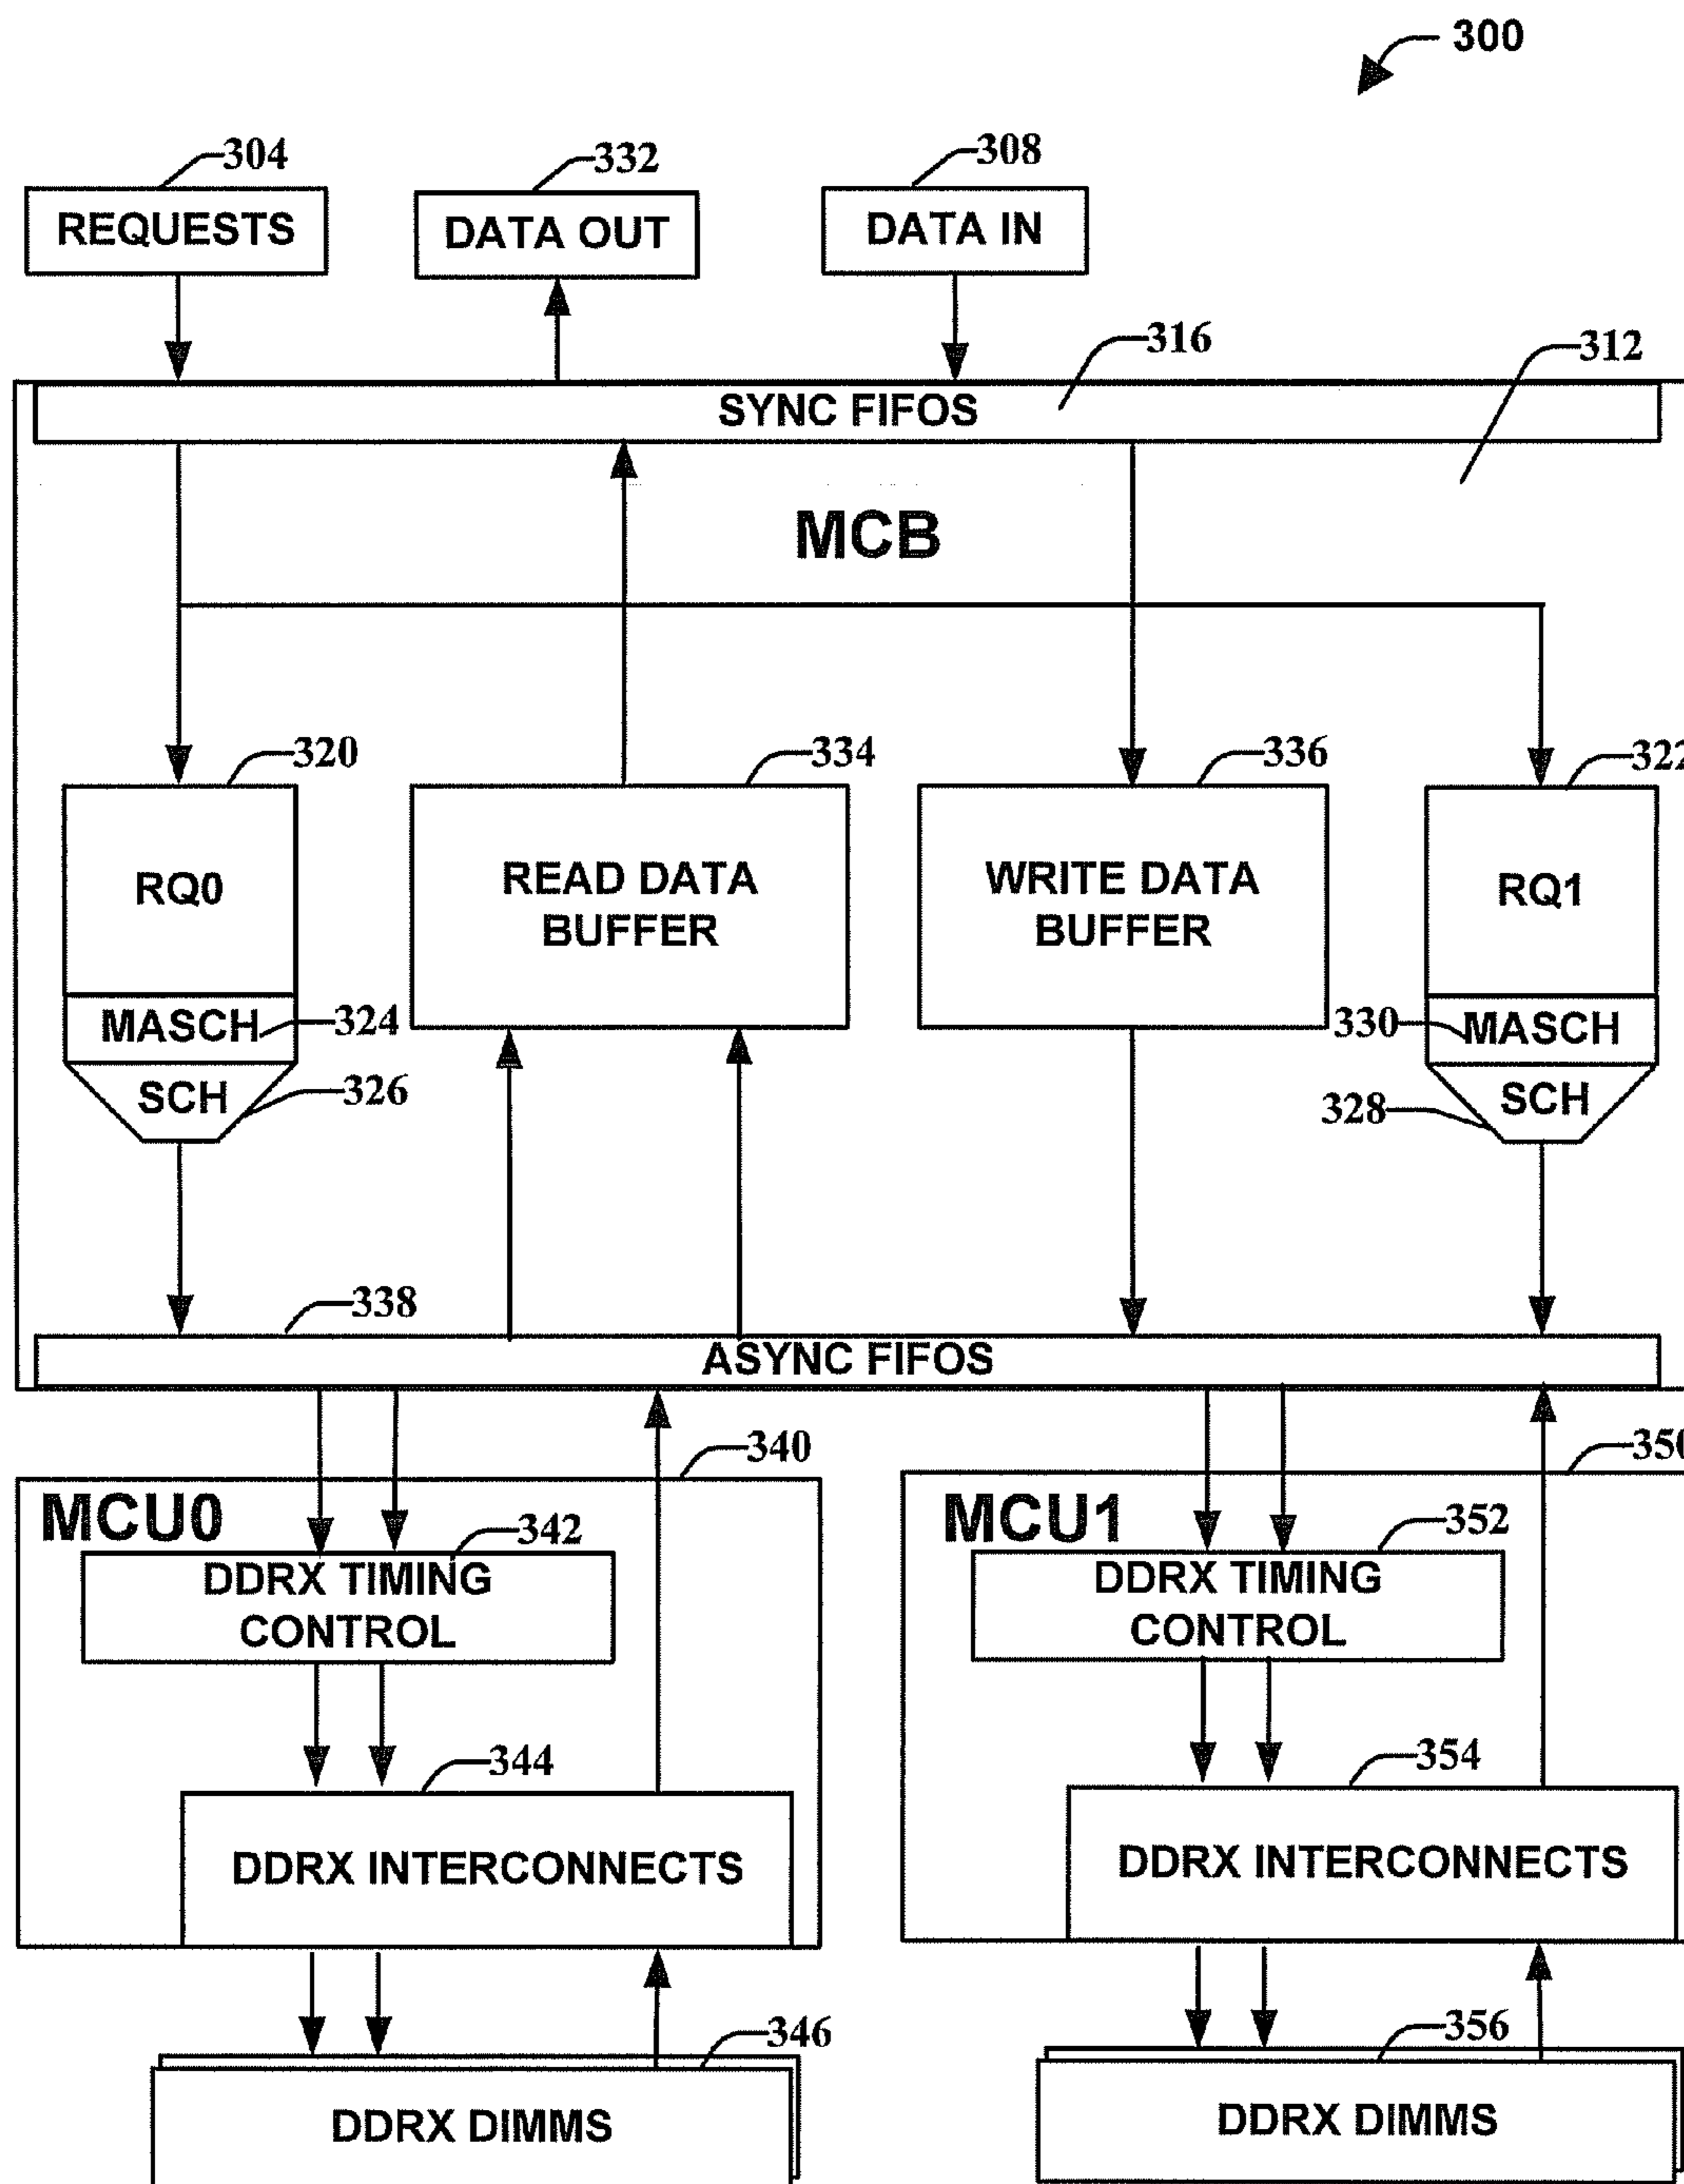 300
304
332
308
REQUESTS
DATA OUT
DATA IN
316
312
SYNC FIFOS
MCB
320
334
336
322
RQ0
READ DATA
BUFFER
WRITE DATA
BUFFER
RQ1
MASCH
324
330
MASCH
SCH
326
328
SCH
338
ASYNC FIFOS
340
350
MCU0
MCU1
342
352
DDRX TIMING
CONTROL
DDRX TIMING
CONTROL
344
354
DDRX INTERCONNECTS
DDRX INTERCONNECTS
346
356
DDRX DIMMS
DDRX DIMMS